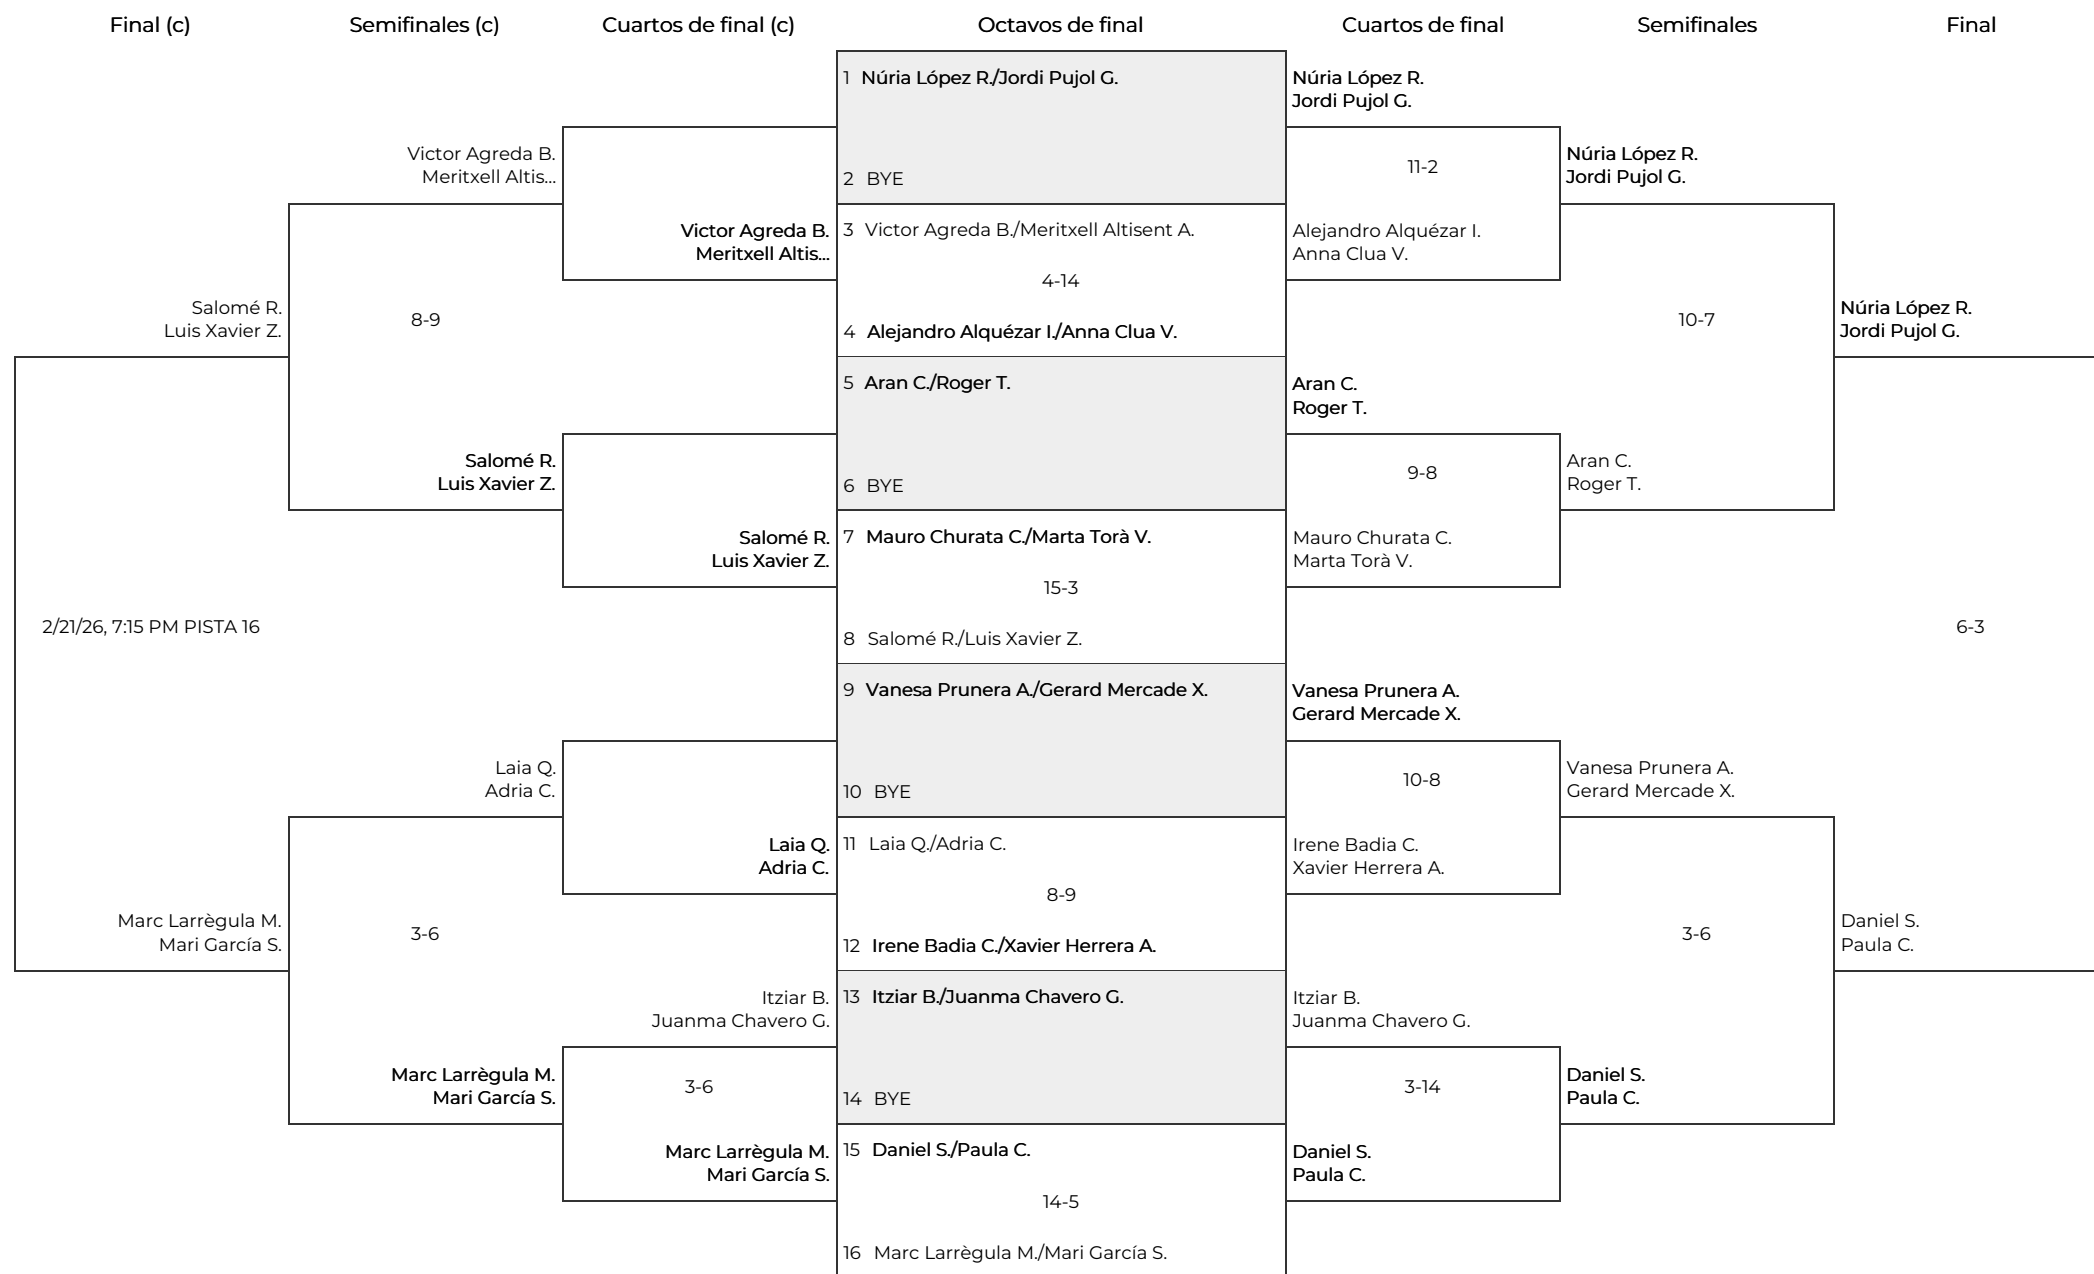 Final (c)
Semifinales (c)
Cuartos de final (c)
Octavos de final
Cuartos de final
Semifinales
Final
Salomé R.
Luis Xavier Z.
2/21/26, 7:15 PM PISTA 16
Marc Larrègula M.
Mari García S.
Victor Agreda B.
Meritxell Altis...
8-9
Salomé R.
Luis Xavier Z.
Laia Q.
Adria C.
3-6
Marc Larrègula M.
Mari García S.
Victor Agreda B.
Meritxell Altis...
Salomé R.
Luis Xavier Z.
Laia Q.
Adria C.
Itziar B.
Juanma Chavero G.
3-6
Marc Larrègula M.
Mari García S.
1 Núria López R./Jordi Pujol G.
2 BYE
3 Victor Agreda B./Meritxell Altisent A.
4-14
4 Alejandro Alquézar I./Anna Clua V.
5 Aran C./Roger T.
6 BYE
7 Mauro Churata C./Marta Torà V.
15-3
8 Salomé R./Luis Xavier Z.
9 Vanesa Prunera A./Gerard Mercade X.
10 BYE
11 Laia Q./Adria C.
8-9
12 Irene Badia C./Xavier Herrera A.
13 Itziar B./Juanma Chavero G.
14 BYE
15 Daniel S./Paula C.
14-5
16 Marc Larrègula M./Mari García S.
Núria López R.
Jordi Pujol G.
11-2
Alejandro Alquézar I.
Anna Clua V.
Aran C.
Roger T.
9-8
Mauro Churata C.
Marta Torà V.
Vanesa Prunera A.
Gerard Mercade X.
10-8
Irene Badia C.
Xavier Herrera A.
Itziar B.
Juanma Chavero G.
3-14
Daniel S.
Paula C.
Núria López R.
Jordi Pujol G.
10-7
Aran C.
Roger T.
Vanesa Prunera A.
Gerard Mercade X.
3-6
Daniel S.
Paula C.
Núria López R.
Jordi Pujol G.
6-3
Daniel S.
Paula C.